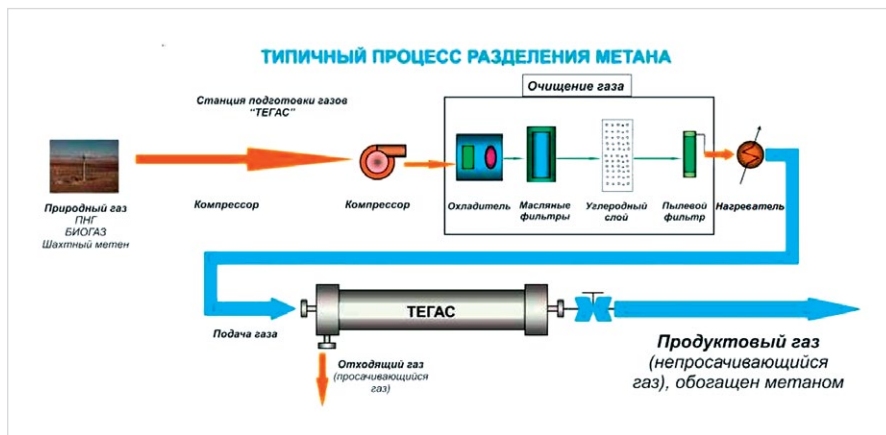 ТИПИЧНЫЙ ПРОЦЕСС РАЗДЕЛЕНИЯ МЕТАНА
Очищение газа
Станция подготовки газов
"ТЕГАС"
Природный газ
ПНГ
БИОГАЗ
Шахтный метен
Компрессор
Компрессор
Охладитель
Масляные
фильтры
Углеродный
слой
Пылевой
фильтр
Нагреватель
ТЕГАС
Подача газа
Отходящий газ
(просачивающийся
газ)
Продуктовый газ
(непросачивающийся
газ), обогащен метаном